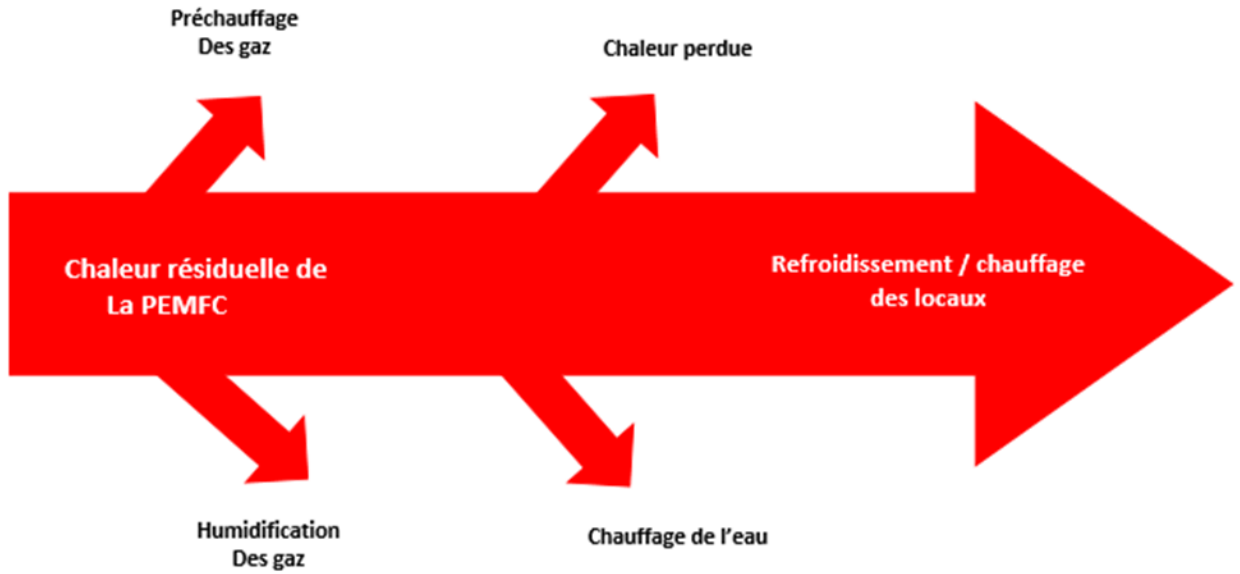 Préchauffage
Des gaz
Chaleur perdue
Chaleur résiduelle de
La PEMFC
Refroidissement / chauffage
des locaux
Humidification
Des gaz
Chauffage de l’eau